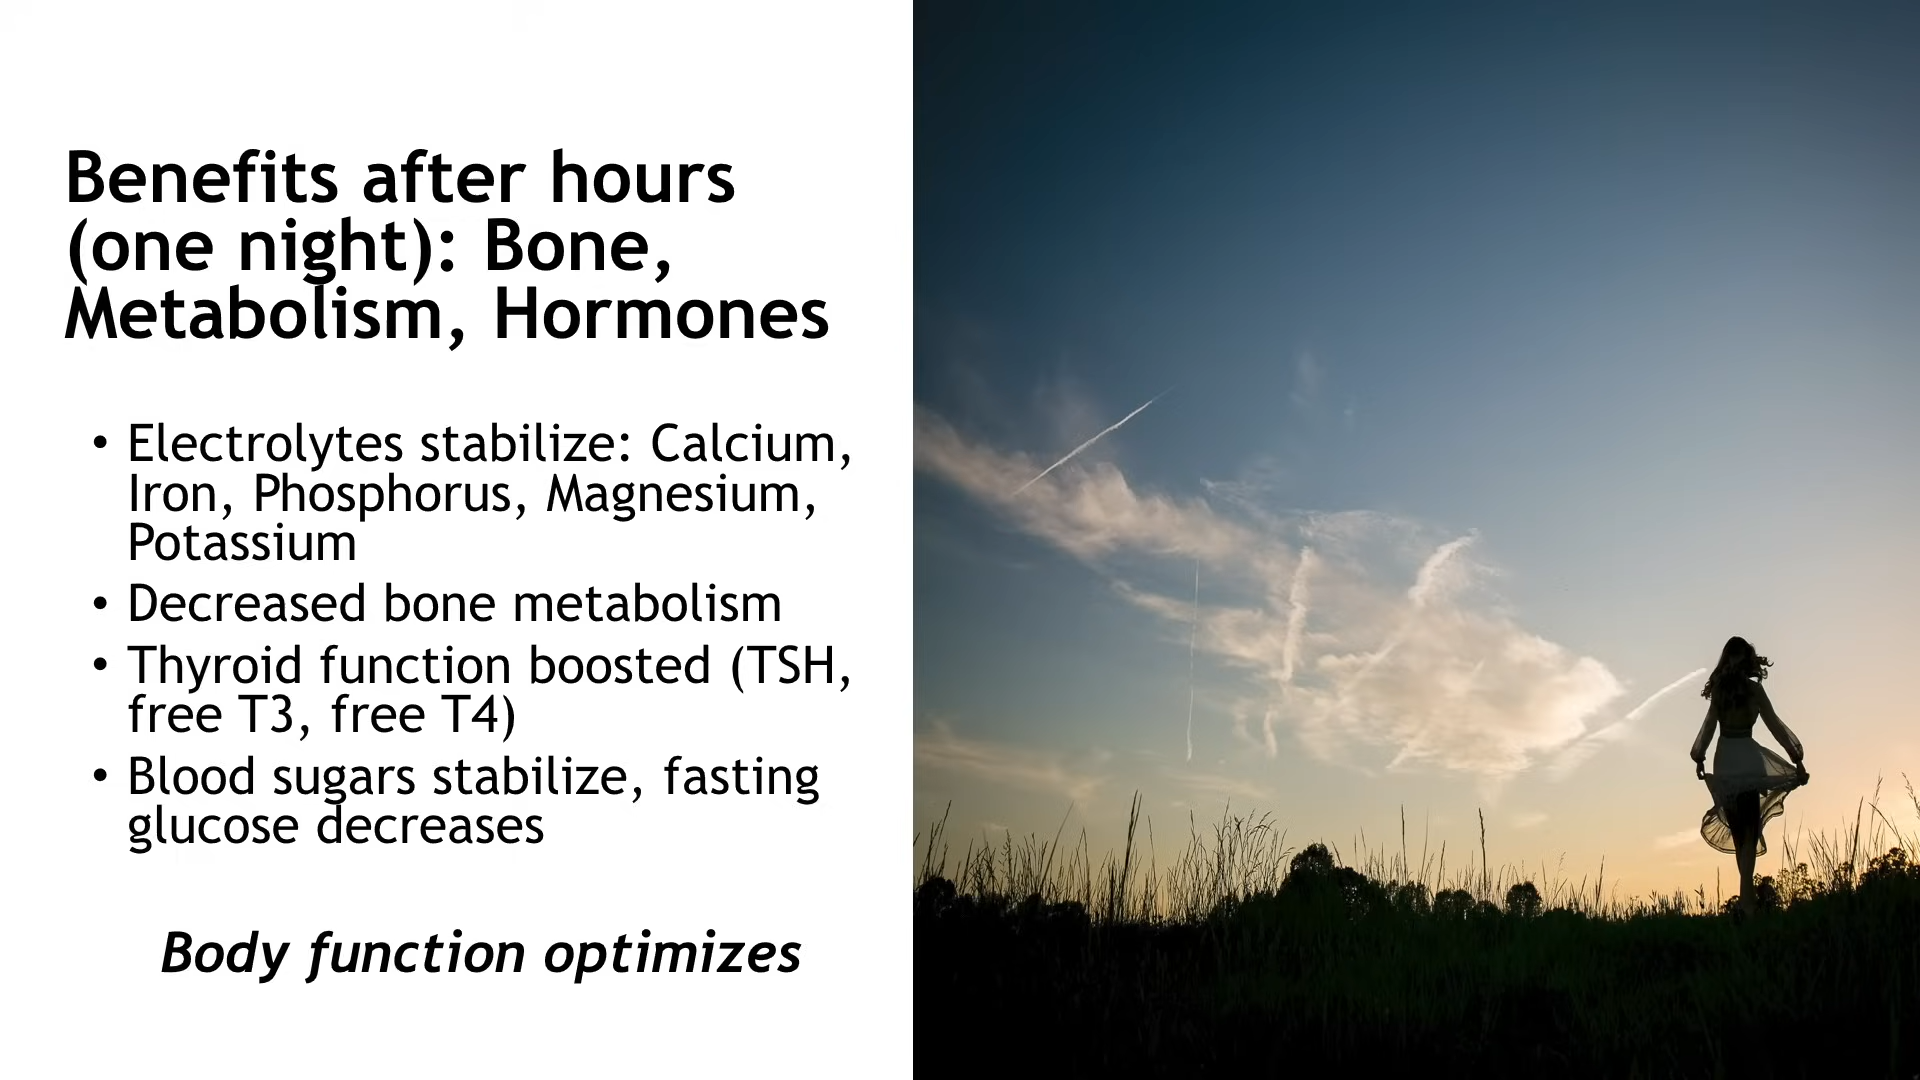 Benefits after hours
(one night): Bone,
Metabolism, Hormones
• Electrolytes stabilize: Calcium,
Iron, Phosphorus, Magnesium,
Potassium
• Decreased bone metabolism
• Thyroid function boosted (TSH,
free T3, free T4)
• Blood sugars stabilize, fasting
glucose decreases
Body function optimizes